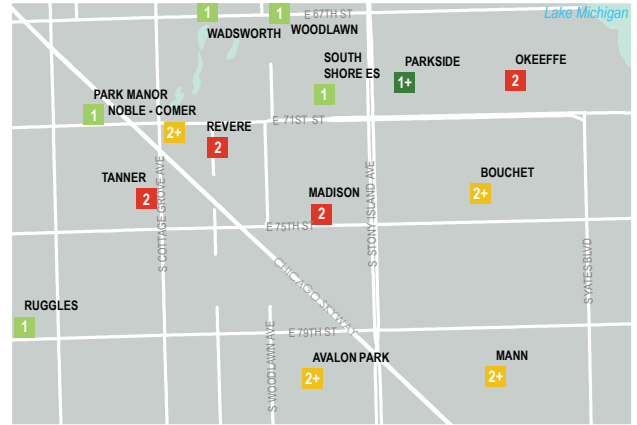 1
1
E 67TH ST
Lake Michigan
WADSWORTH
WOODLAWN
SOUTH
SHORE ES
1
PARKSIDE
1+
OKEEFFE
2
PARK MANOR
1
NOBLE - COMER
2+
REVERE
2
E 71ST ST
TANNER
2
MADISON
2
BOUCHET
2+
S COTTAGE GROVE AVE
S STONY ISLAND AVE
E 75TH ST
S YATES BLVD
CHICAGO SKYWAY
RUGGLES
1
S WOODLAWN AVE
E 79TH ST
AVALON PARK
2+
MANN
2+